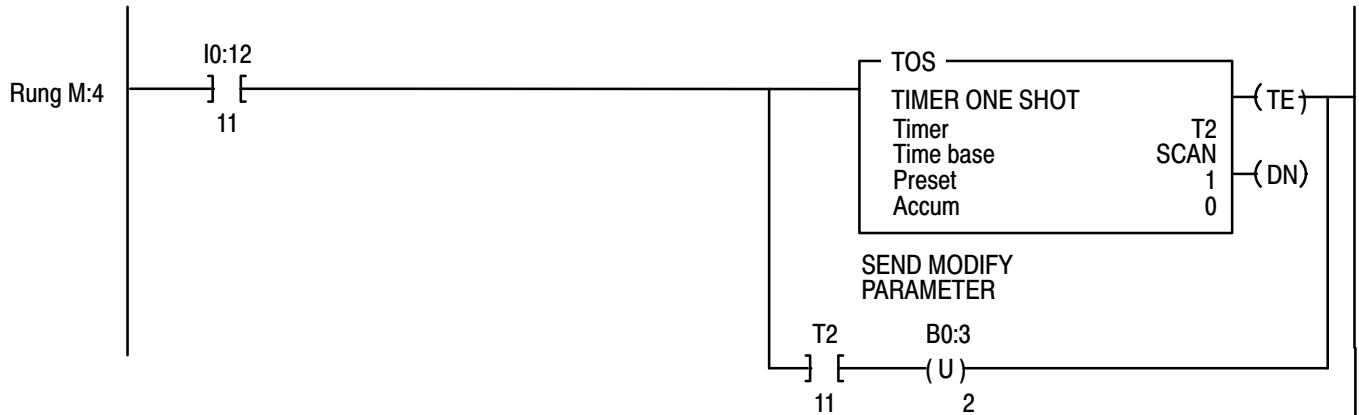 I0:12
Rung M:4
] [
11
TOS
TIMER ONE SHOT
Timer T2
Time base SCAN
Preset 1
Accum 0
(TE)
(DN)
SEND MODIFY
PARAMETER
T2 B0:3
] [ (U)
11 2